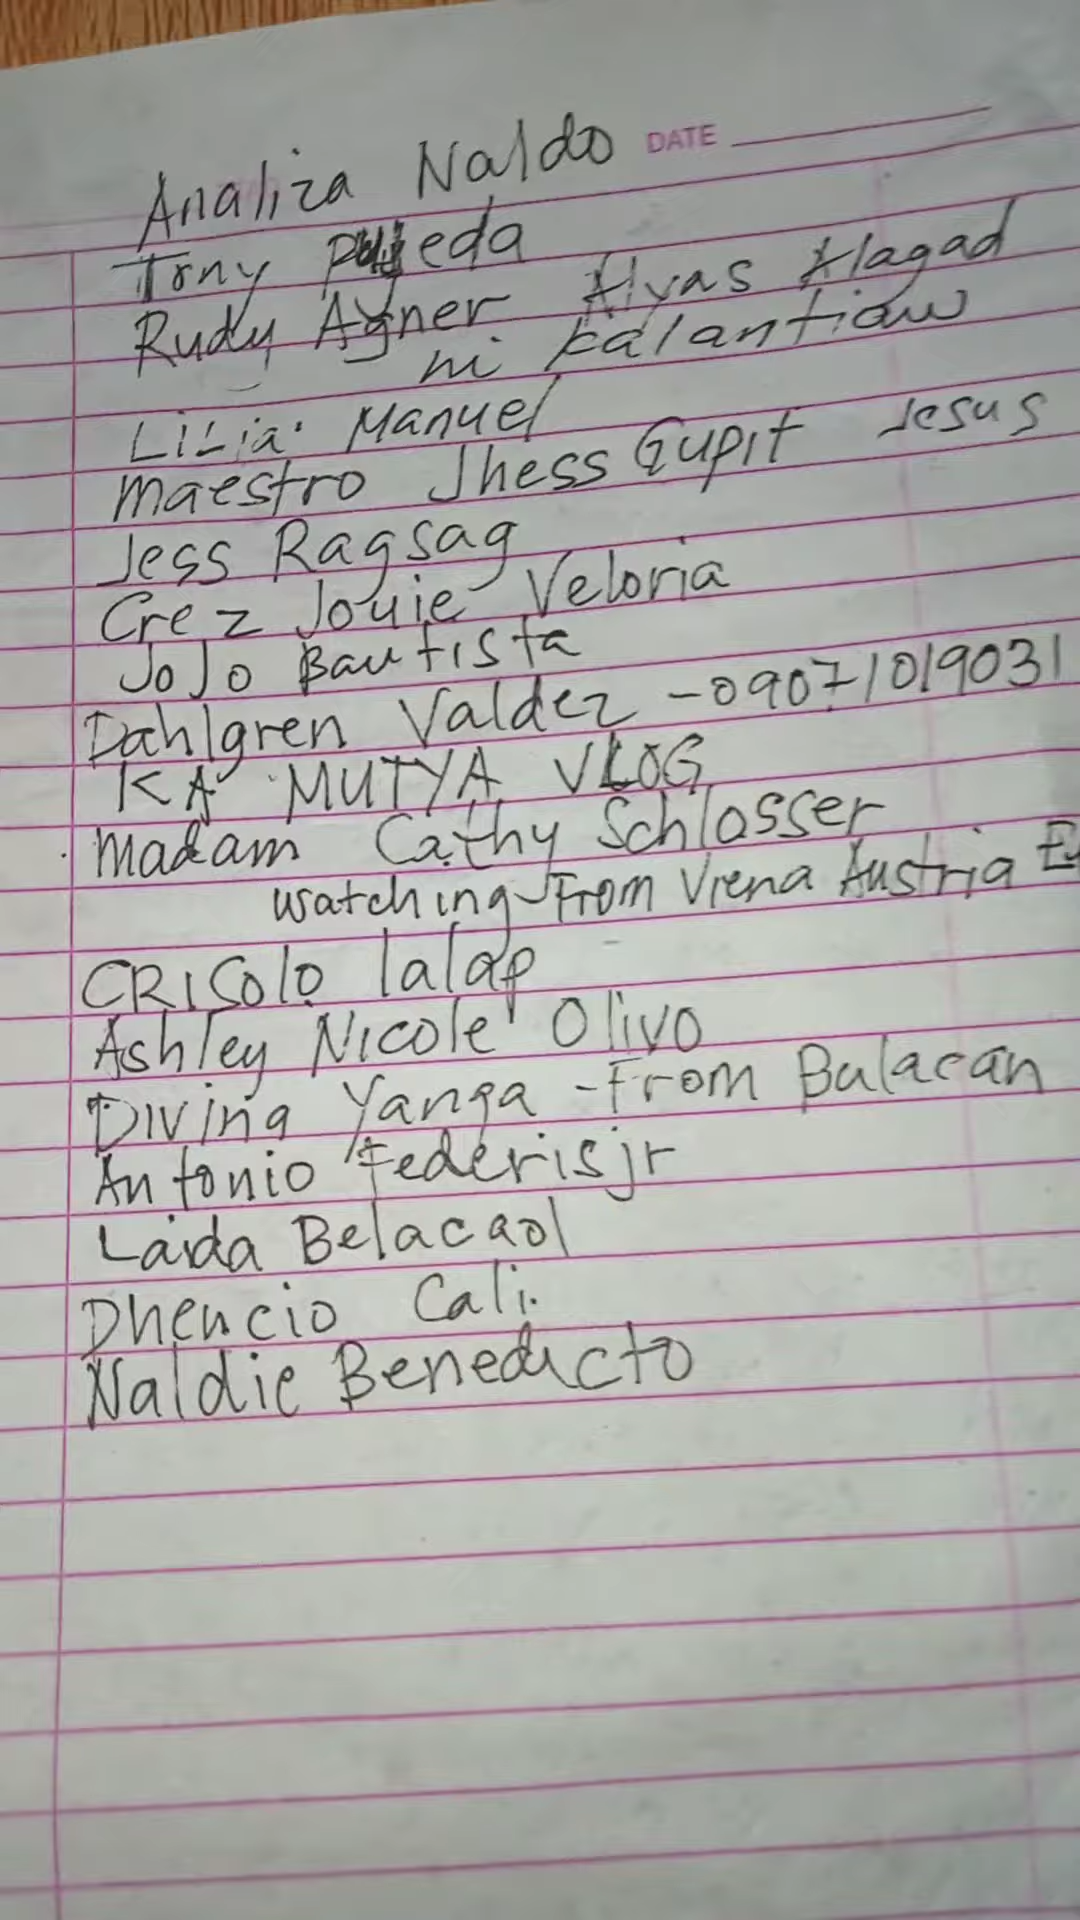 Analiza Naldo DATE
Tony
Rudy Agner Alyas Alagad
ni kalantiaw
LiLia Manuel
Maestro Jhess Gupit Jesus
Jess Ragsag
Crez Jouie Veloria
JoJo Bautista
Dahlgren Valdez -09071019031
KA MUTYA VLOG
Madam Cathy Schlosser
watching From Viena Austria
CRISolo lalap
Ashley Nicole Olivo
Diving Yanga -From Bulacan
Antonio Federis jr
Laida Belacaol
Dhencio Cali.
Naldie Benedicto